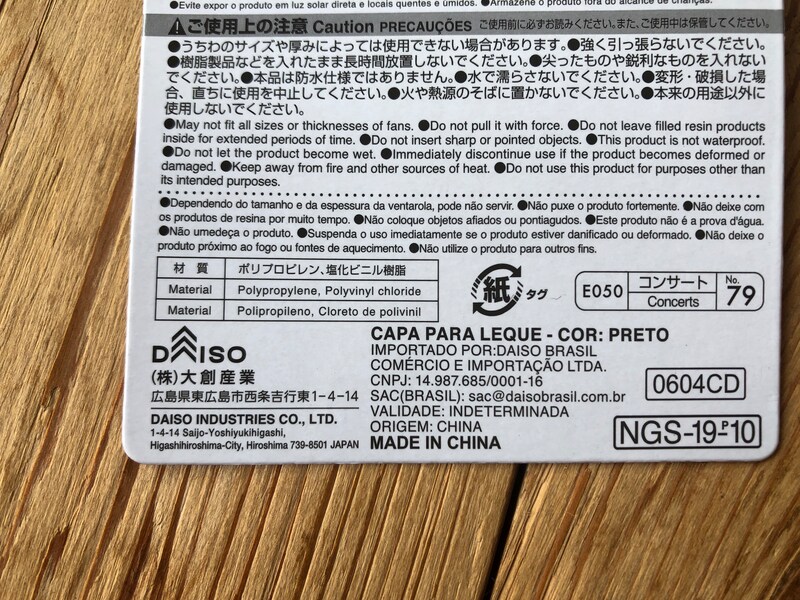 ●Evite expor o produto em luz solar direta e locais quentes e úmidos. ●Armazene o produto fora do alcance de crianças.
⚠ご使用上の注意 Caution PRECAUÇÕES ご使用前に必ずお読みください。また、ご使用中は保管してください。
●うちわのサイズや厚みによっては使用できない場合があります。●強く引っ張らないでください。
●樹脂製品などを入れたまま長時間放置しないでください。●尖ったものや鋭利なものを入れない
でください。●本品は防水仕様ではありません。●水で濡らさないでください。●変形・破損した場
合、直ちに使用を中止してください。●火や熱源のそばに置かないでください。●本来の用途以外に
使用しないでください。
●May not fit all sizes or thicknesses of fans. ●Do not pull it with force. ●Do not leave filled resin products
inside for extended periods of time. ●Do not insert sharp or pointed objects. ●This product is not waterproof.
●Do not let the product become wet. ●Immediately discontinue use if the product becomes deformed or
damaged. ●Keep away from fire and other sources of heat. ●Do not use this product for purposes other than
its intended purposes.
●Dependendo do tamanho e da espessura da ventarola, pode não servir. ●Não puxe o produto fortemente. ●Não deixe com
os produtos de resina por muito tempo. ●Não coloque objetos afiados ou pontiagudos. ●Este produto não é a prova d'água.
●Não umedeça o produto. ●Suspenda o uso imediatamente se o produto estiver danificado ou deformado. ●Não deixe o
produto próximo ao fogo ou fontes de aquecimento. ●Não utilize o produto para outros fins.
材 質 ポリプロピレン、塩化ビニル樹脂
Material Polypropylene, Polyvinyl chloride
Material Polipropileno, Cloreto de polivinil
紙 タグ
E050 コンサート Concerts No. 79
DAISO
(株)大創産業
広島県東広島市西条吉行東1-4-14
DAISO INDUSTRIES CO., LTD.
1-4-14 Saijo-Yoshiyukihigashi,
Higashihiroshima-City, Hiroshima 739-8501 JAPAN
CAPA PARA LEQUE - COR: PRETO
IMPORTADO POR:DAISO BRASIL
COMÉRCIO E IMPORTAÇÃO LTDA.
CNPJ: 14.987.685/0001-16
SAC(BRASIL): sac@daisobrasil.com.br
VALIDADE: INDETERMINADA
ORIGEM: CHINA
MADE IN CHINA
0604CD
NGS-19-P10